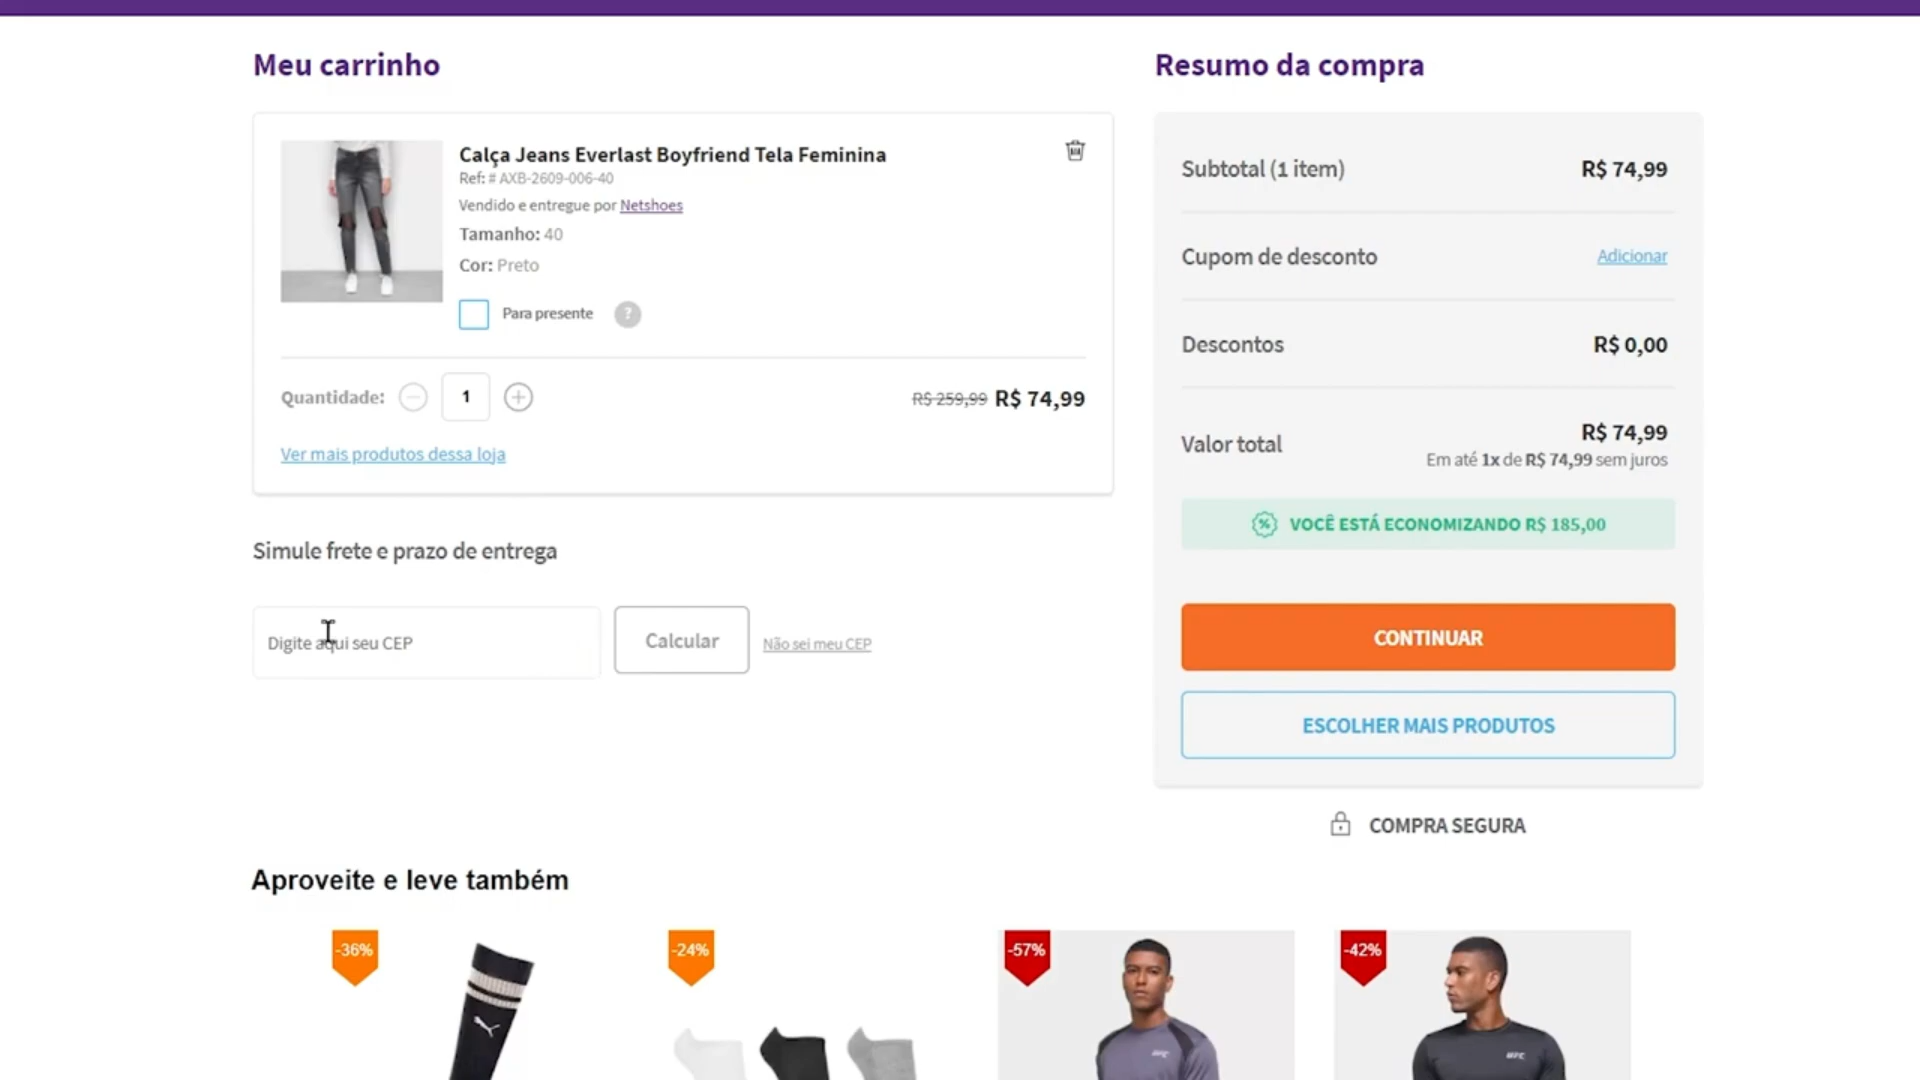 Meu carrinho
Calça Jeans Everlast Boyfriend Tela Feminina
Ref: # AXB-2609-006-40
Vendido e entregue por Netshoes
Tamanho: 40
Cor: Preto
Para presente ?
Quantidade: 1
R$ 259,99 R$ 74,99
Ver mais produtos dessa loja
Simule frete e prazo de entrega
Digite aqui seu CEP
Calcular
Não sei meu CEP
Resumo da compra
Subtotal (1 item) R$ 74,99
Cupom de desconto Adicionar
Descontos R$ 0,00
Valor total R$ 74,99
Em até 1x de R$ 74,99 sem juros
VOCÊ ESTÁ ECONOMIZANDO R$ 185,00
CONTINUAR
ESCOLHER MAIS PRODUTOS
COMPRA SEGURA
Aproveite e leve também
-36%
-24%
-57%
-42%
UFC
UFC